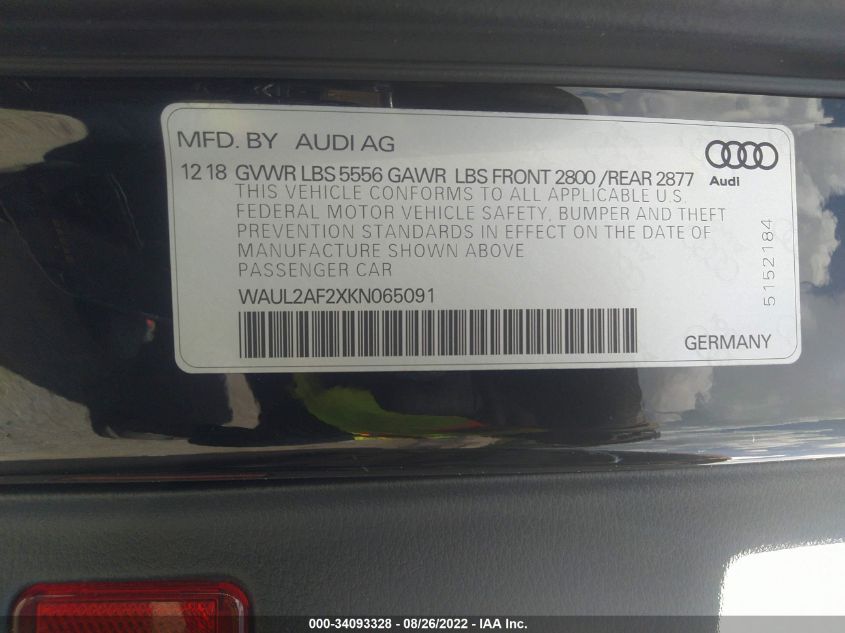 MFD. BY AUDI AG
12 18 GVWR LBS 5556 GAWR LBS FRONT 2800 /REAR 2877
THIS VEHICLE CONFORMS TO ALL APPLICABLE U.S.
FEDERAL MOTOR VEHICLE SAFETY, BUMPER AND THEFT
PREVENTION STANDARDS IN EFFECT ON THE DATE OF
MANUFACTURE SHOWN ABOVE
PASSENGER CAR
WAUL2AF2XKN065091
Audi
5152184
GERMANY
000-34093328 - 08/26/2022 - IAA Inc.